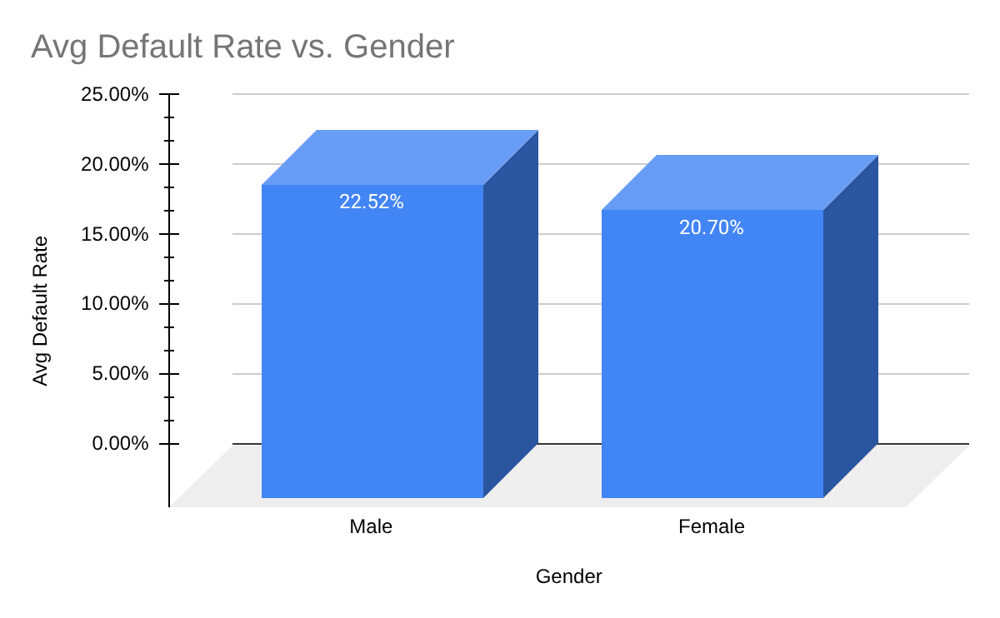 Avg Default Rate vs. Gender
25.00%
20.00%
15.00%
10.00%
5.00%
0.00%
Avg Default Rate
22.52%
20.70%
Male
Female
Gender